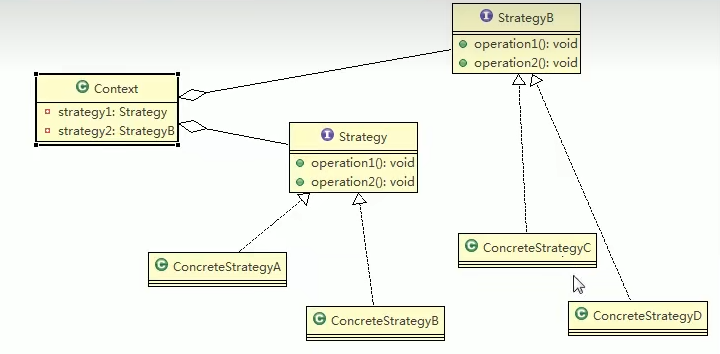 StrategyB
operation1(): void
operation2(): void
Context
strategy1: Strategy
strategy2: StrategyB
Strategy
operation1(): void
operation2(): void
ConcreteStrategyA
ConcreteStrategyB
ConcreteStrategyC
ConcreteStrategyD